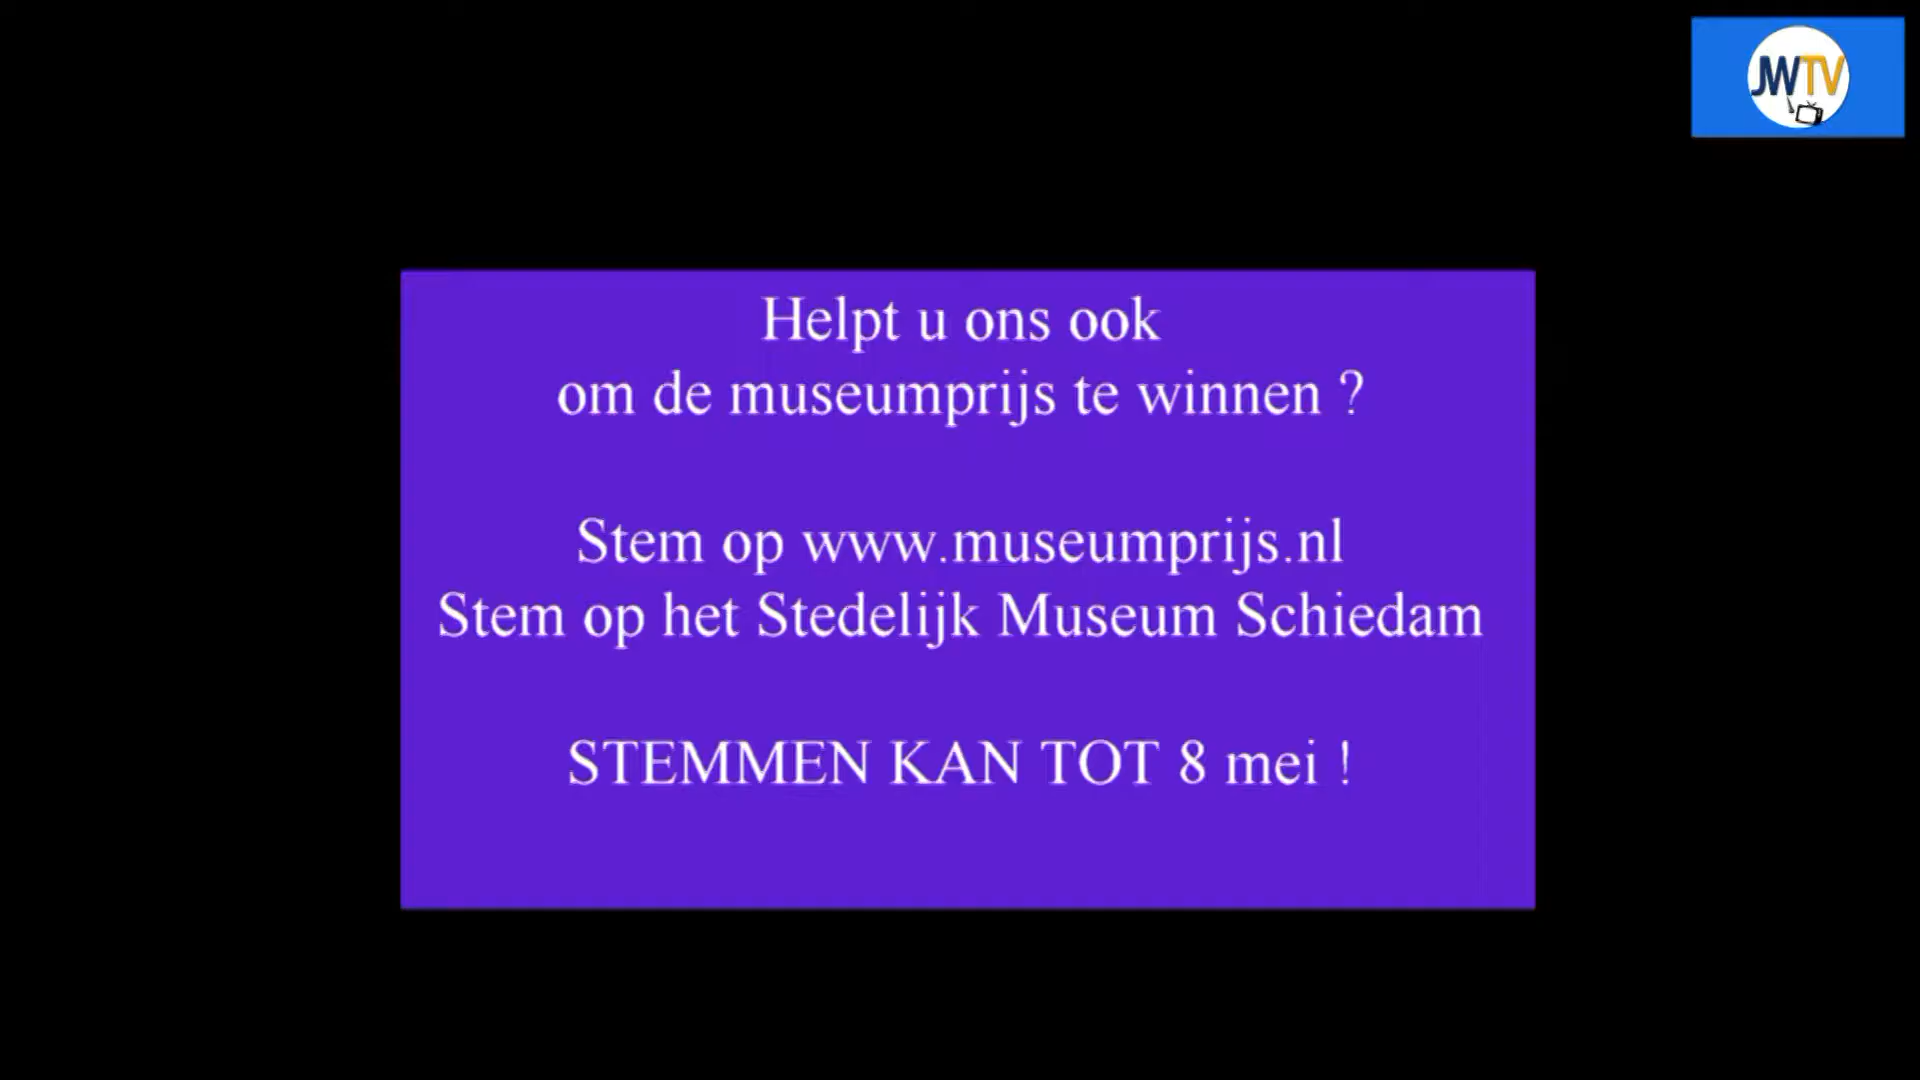 JWTV
Helpt u ons ook
om de museumprijs te winnen ?
Stem op www.museumprijs.nl
Stem op het Stedelijk Museum Schiedam
STEMMEN KAN TOT 8 mei !